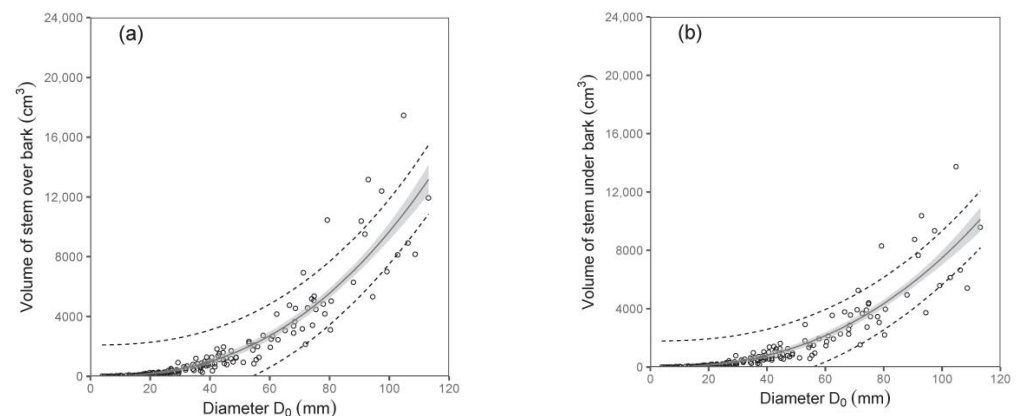 (a)
Volume of stem over bark (cm³)
24,000
20,000
16,000
12,000
8000
4000
0
0 20 40 60 80 100 120
Diameter D₀ (mm)
(b)
Volume of stem under bark (cm³)
24,000
20,000
16,000
12,000
8000
4000
0
0 20 40 60 80 100 120
Diameter D₀ (mm)